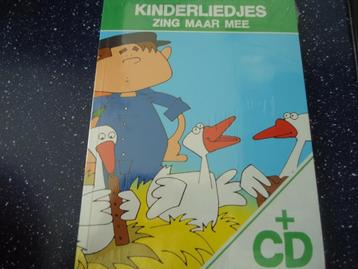 KINDERLIEDJES
ZING MAAR MEE
+
CD